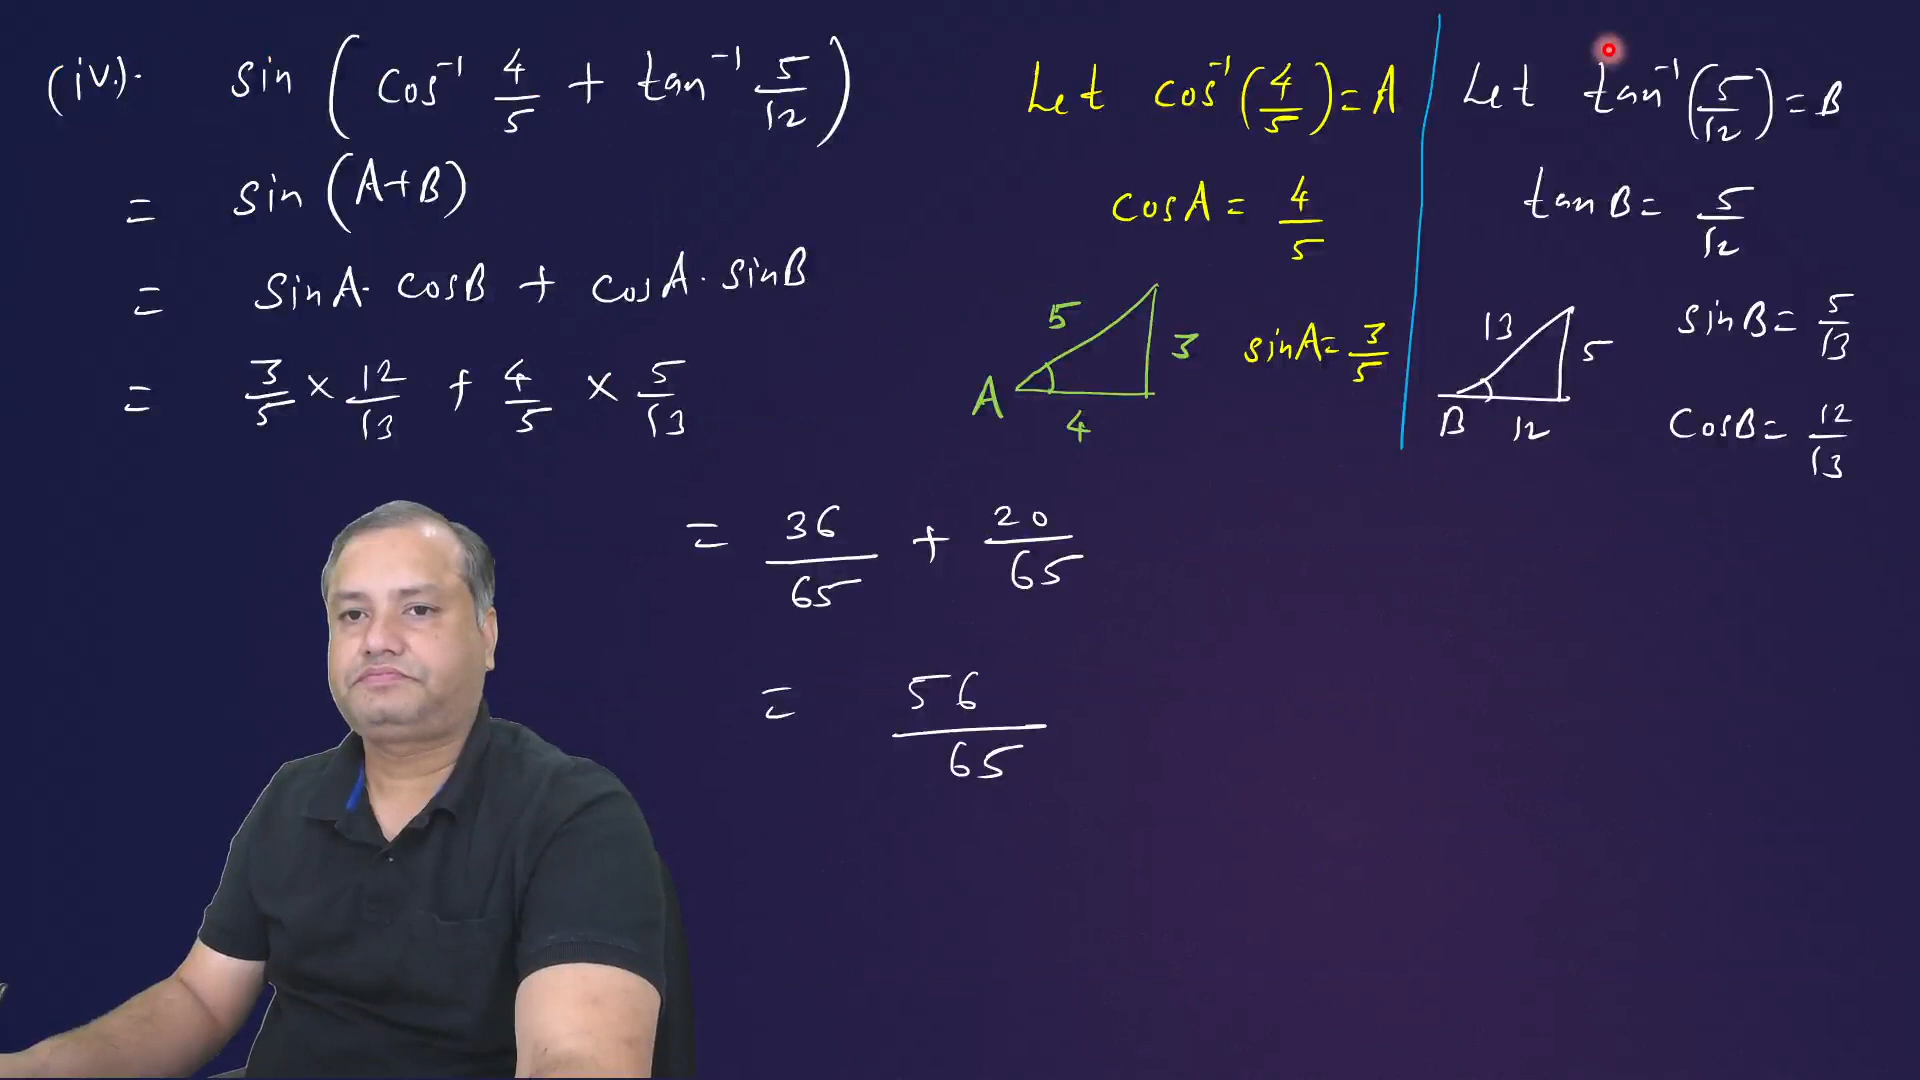 (iv). sin (cos⁻¹ 4/5 + tan⁻¹ 5/12)
= sin (A+B)
= sinA. cosB + cosA. sinB
= 3/5 × 12/13 + 4/5 × 5/13
= 36/65 + 20/65
= 56/65
Let cos⁻¹(4/5) = A
cosA = 4/5
5
3
A
4
sinA = 3/5
Let tan⁻¹(5/12) = B
tanB = 5/12
13
5
B
12
sinB = 5/13
cosB = 12/13